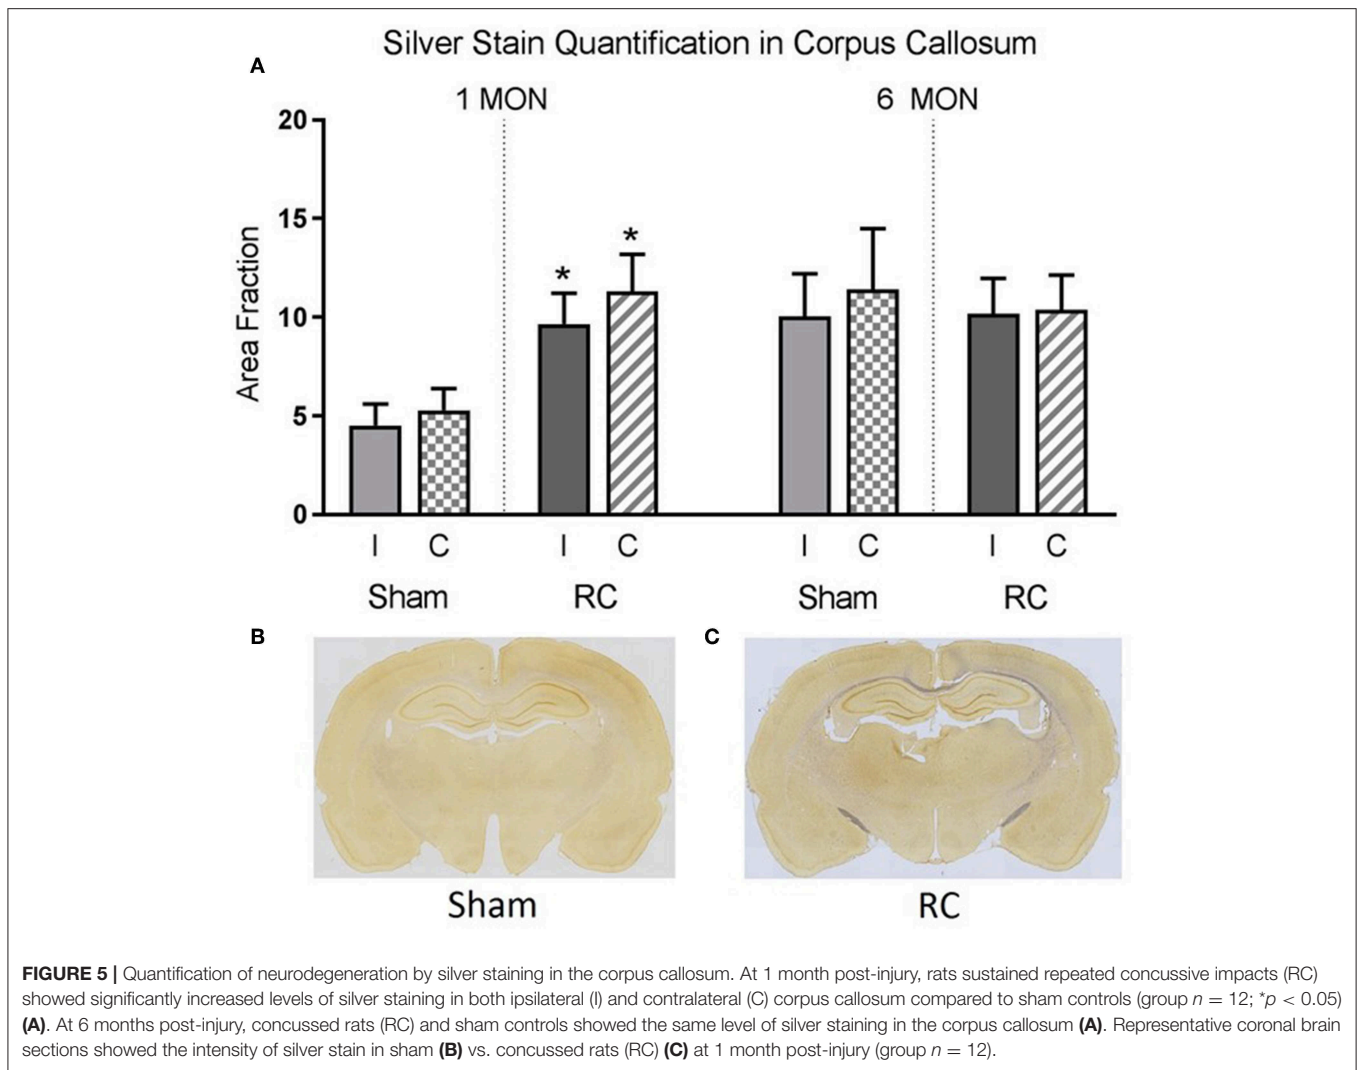 Silver Stain Quantification in Corpus Callosum
A
1 MON 6 MON
20
15
10
5
0
Area Fraction
* *
I C I C I C I C
Sham RC Sham RC
B C
Sham RC
FIGURE 5 | Quantification of neurodegeneration by silver staining in the corpus callosum. At 1 month post-injury, rats sustained repeated concussive impacts (RC)
showed significantly increased levels of silver staining in both ipsilateral (I) and contralateral (C) corpus callosum compared to sham controls (group n = 12; *p < 0.05)
(A). At 6 months post-injury, concussed rats (RC) and sham controls showed the same level of silver staining in the corpus callosum (A). Representative coronal brain
sections showed the intensity of silver stain in sham (B) vs. concussed rats (RC) (C) at 1 month post-injury (group n = 12).